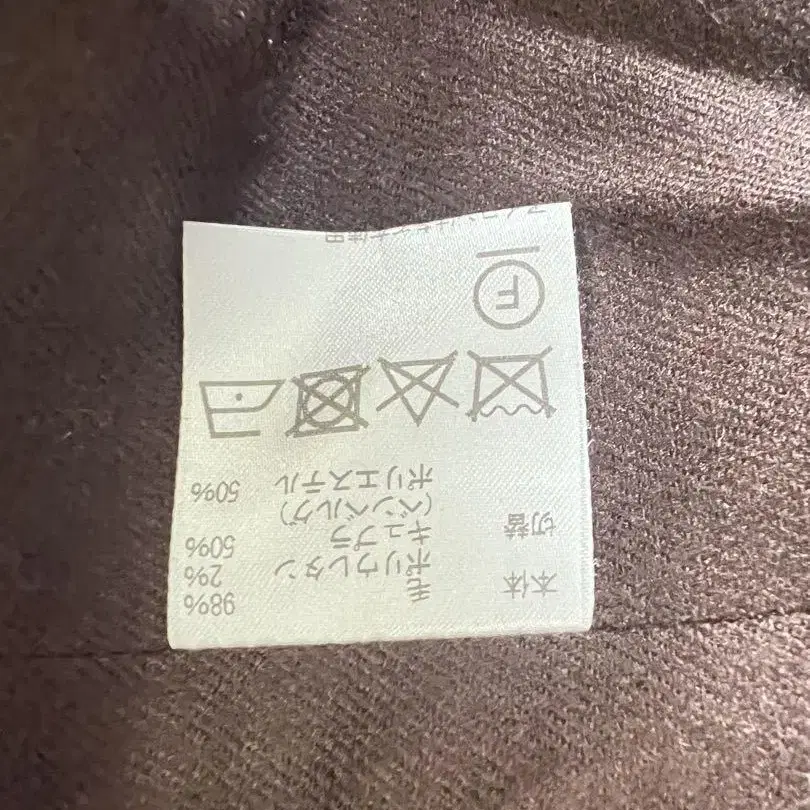 本体 毛 98%
ポリウレタン 2%
切替 キュプラ 50%
(ベンベルグ)
ポリエステル 50%
F